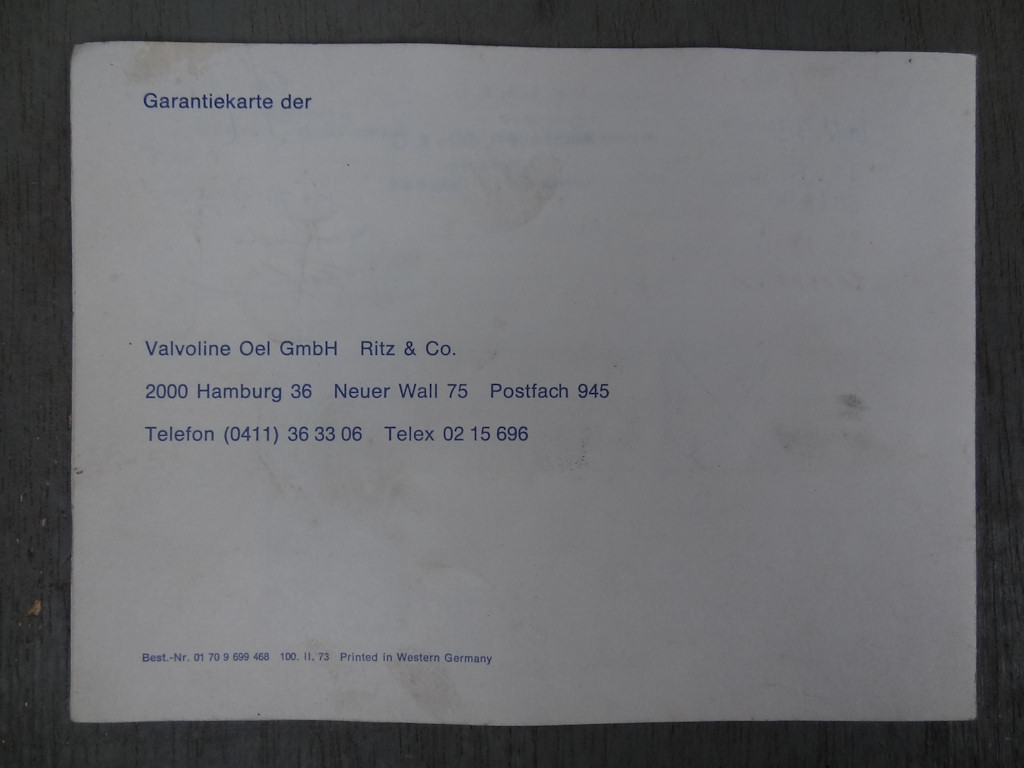 Garantiekarte der
Valvoline Oel GmbH Ritz & Co.
2000 Hamburg 36 Neuer Wall 75 Postfach 945
Telefon (0411) 36 33 06 Telex 02 15 696
Best.-Nr. 01 70 9 699 468 100. II. 73 Printed in Western Germany